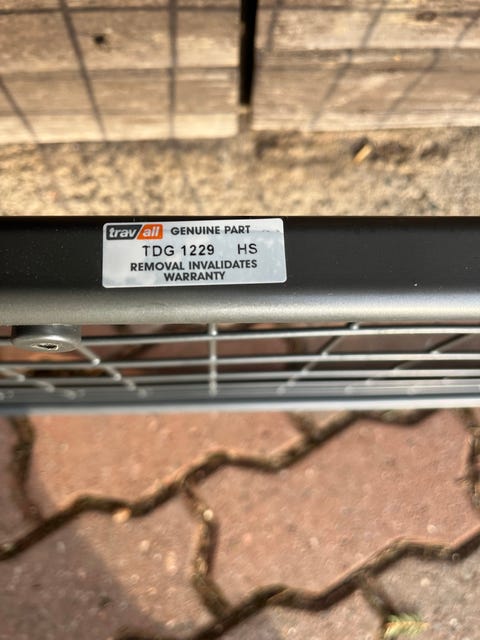 travall GENUINE PART
TDG 1229 HS
REMOVAL INVALIDATES
WARRANTY